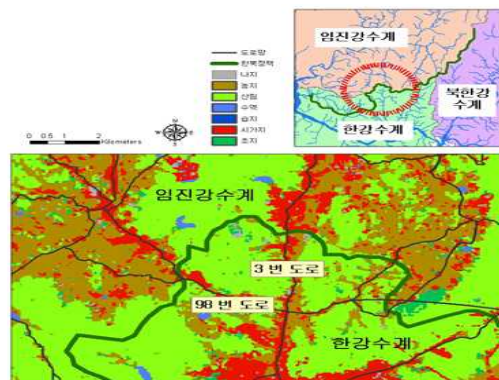 임진강수계
북한강
수계
한강수계
도로망
한북정맥
나지
농지
산림
수역
습지
시가지
초지
0 0.5 1 2
Kilometers
임진강수계
3 번 도로
98 번 도로
한강수계